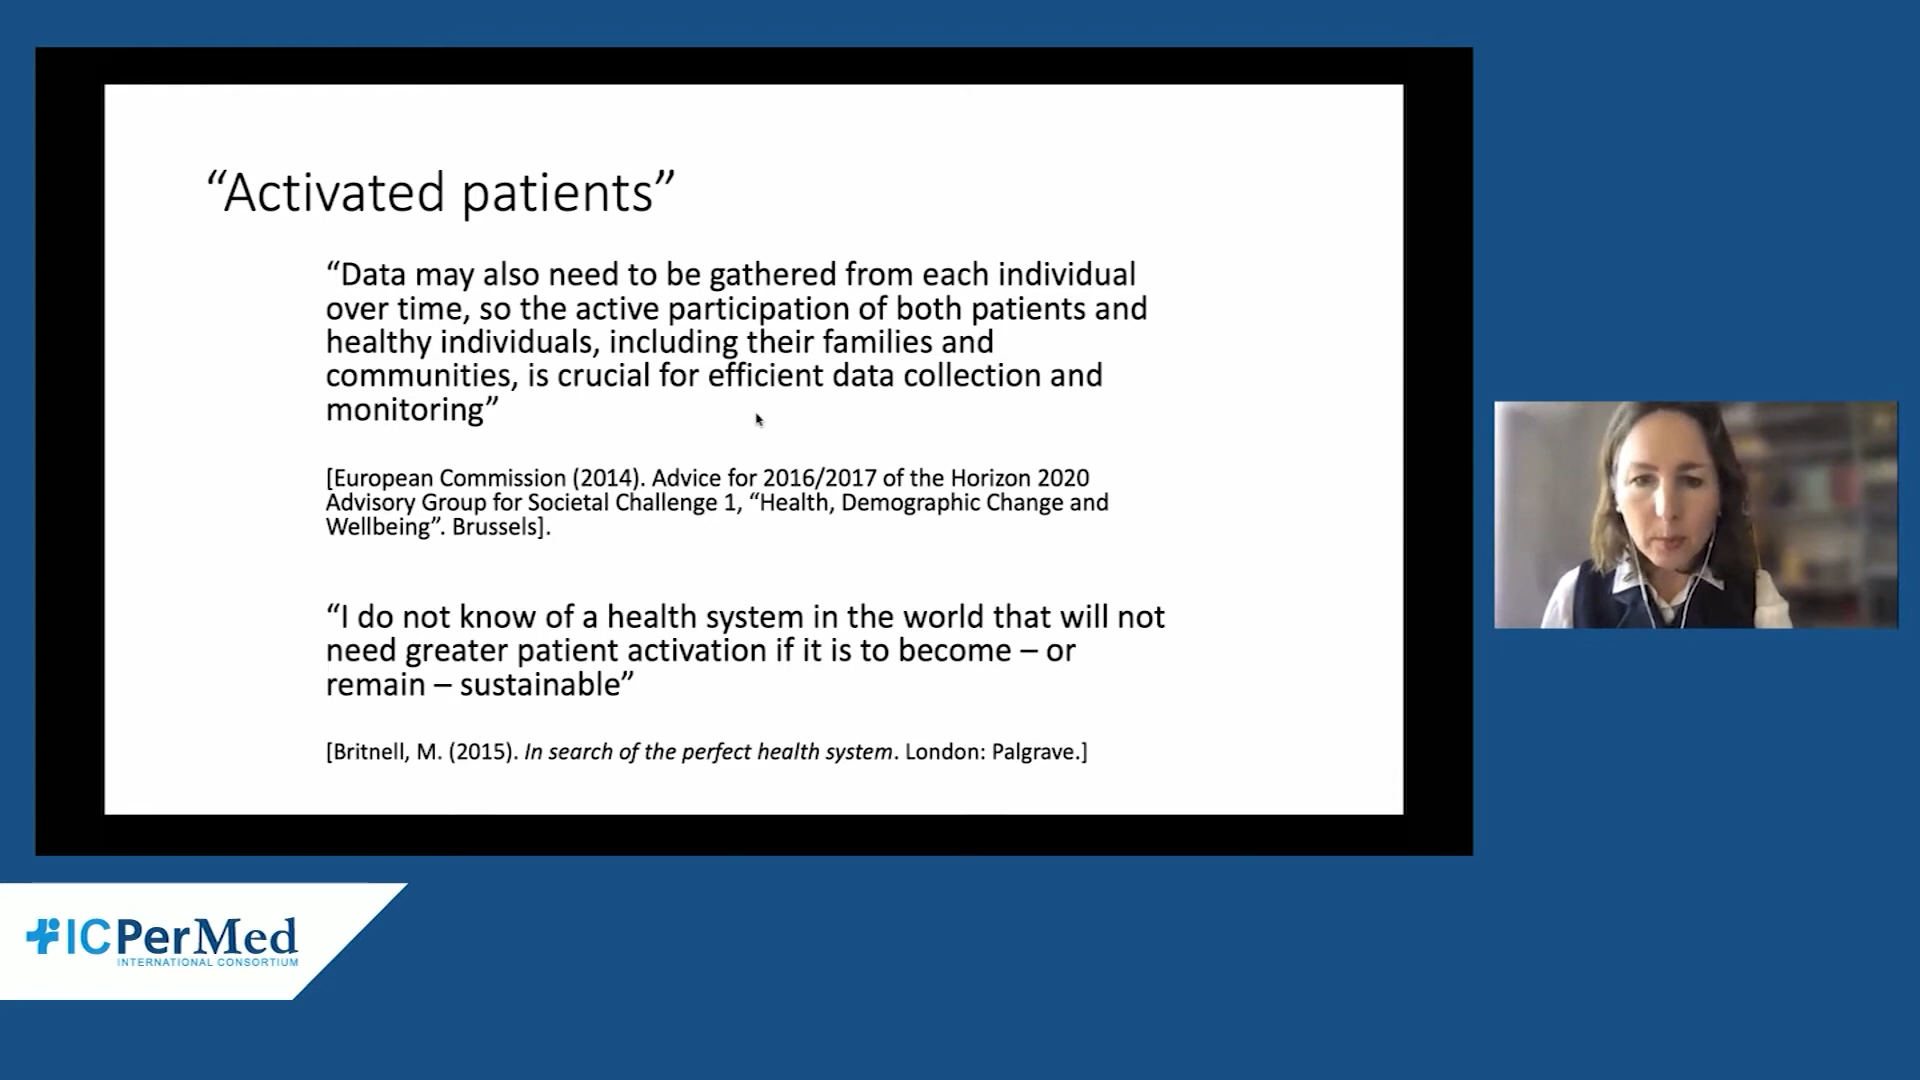 “Activated patients”
“Data may also need to be gathered from each individual
over time, so the active participation of both patients and
healthy individuals, including their families and
communities, is crucial for efficient data collection and
monitoring”
[European Commission (2014). Advice for 2016/2017 of the Horizon 2020
Advisory Group for Societal Challenge 1, “Health, Demographic Change and
Wellbeing”. Brussels].
“I do not know of a health system in the world that will not
need greater patient activation if it is to become – or
remain – sustainable”
[Britnell, M. (2015). In search of the perfect health system. London: Palgrave.]
ICPerMed
INTERNATIONAL CONSORTIUM